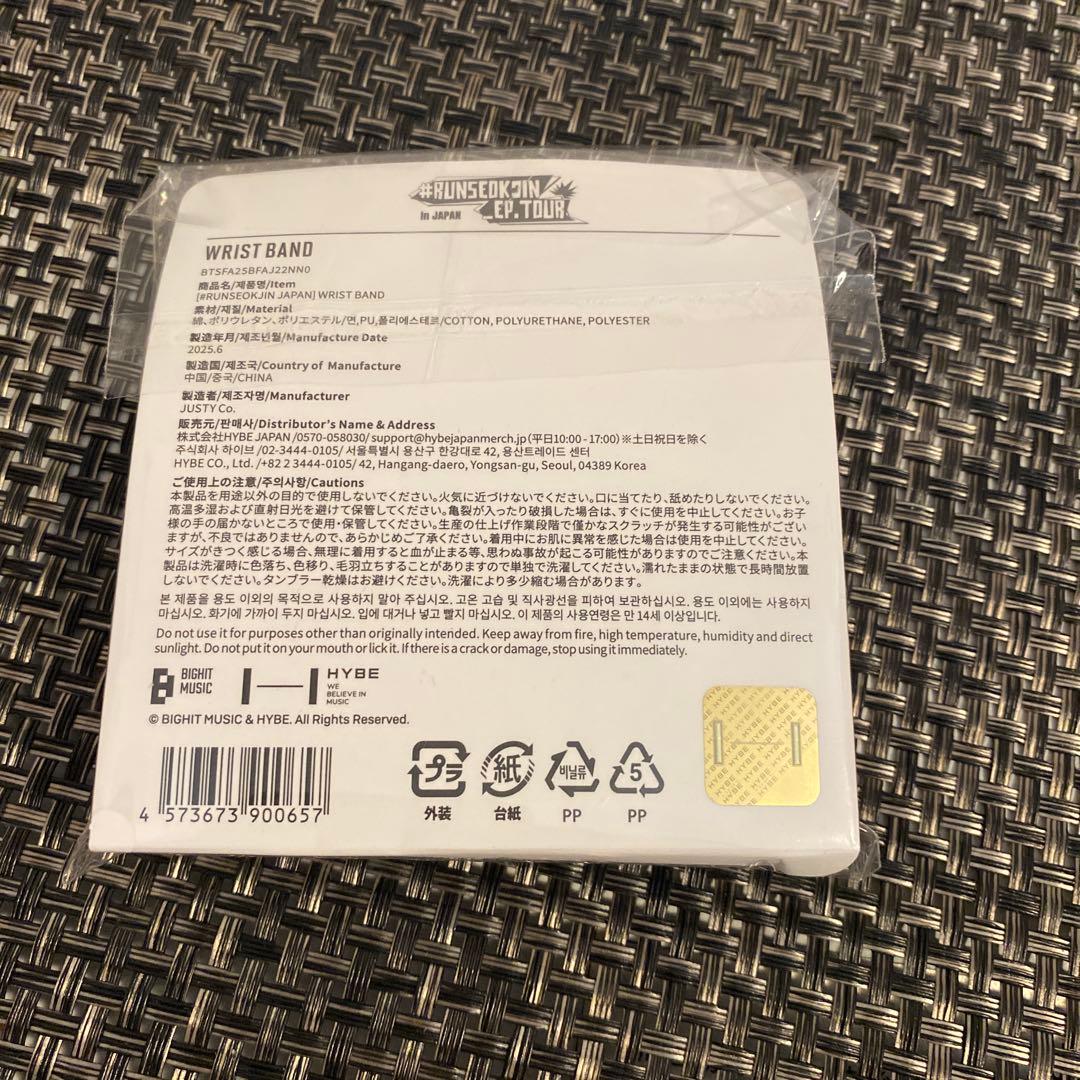 #RUNSEOKJIN
_EP.TOUR
in JAPAN
WRIST BAND
BTSFA25BFAJ22NN0
商品名/제품명/Item
[#RUNSEOKJIN JAPAN] WRIST BAND
素材/재질/Material
綿、ポリウレタン、ポリエステル/면,PU,폴리에스테르/COTTON, POLYURETHANE, POLYESTER
製造年月/제조년월/Manufacture Date
2025.6
製造国/제조국/Country of Manufacture
中国/중국/CHINA
製造者/제조자명/Manufacturer
JUSTY Co.
販売元/판매사/Distributor's Name & Address
株式会社HYBE JAPAN /0570-058030/ support@hybejapanmerch.jp (平日10:00 - 17:00) ※土日祝日を除く
주식회사 하이브 /02-3444-0105/ 서울특별시 용산구 한강대로 42, 용산트레이드 센터
HYBE CO., Ltd. /+82 2 3444-0105/ 42, Hangang-daero, Yongsan-gu, Seoul, 04389 Korea
ご使用上の注意/주의사항/Cautions
本製品を用途以外の目的で使用しないでください。火気に近づけないでください。口に当てたり、舐めたりしないでください。
高温多湿および直射日光を避けて保管してください。亀裂が入ったり破損した場合は、すぐに使用を中止してください。お子
様の手の届かないところで使用・保管してください。生産の仕上げ作業段階で僅かなスクラッチが発生する可能性がござい
ますが、不良ではありませんので、あらかじめご了承ください。着用中にお肌に異常を感じた場合は使用を中止してください。
サイズがきつく感じる場合、無理に着用すると血が止まる等、思わぬ事故が起こる可能性がありますのでご注意ください。本
製品は洗濯時に色落ち、色移り、毛羽立ちすることがありますので単独で洗濯してください。濡れたままの状態で長時間放置
しないでください。タンブラー乾燥はお避けください。洗濯により多少縮む場合があります。
본 제품을 용도 이외의 목적으로 사용하지 말아 주십시오. 고온 고습 및 직사광선을 피하여 보관하십시오. 용도 이외에는 사용하지
마십시오. 화기에 가까이 두지 마십시오. 입에 대거나 넣고 빨지 마십시오. 이 제품의 사용연령은 만 14세 이상입니다.
Do not use it for purposes other than originally intended. Keep away from fire, high temperature, humidity and direct
sunlight. Do not put it on your mouth or lick it. If there is a crack or damage, stop using it immediately.
BIGHIT
MUSIC
HYBE
WE
BELIEVE IN
MUSIC
© BIGHIT MUSIC & HYBE. All Rights Reserved.
4 573673 900657
プラ
外装
紙
台紙
비닐류
PP
5
PP
HYBE HYBE HYBE